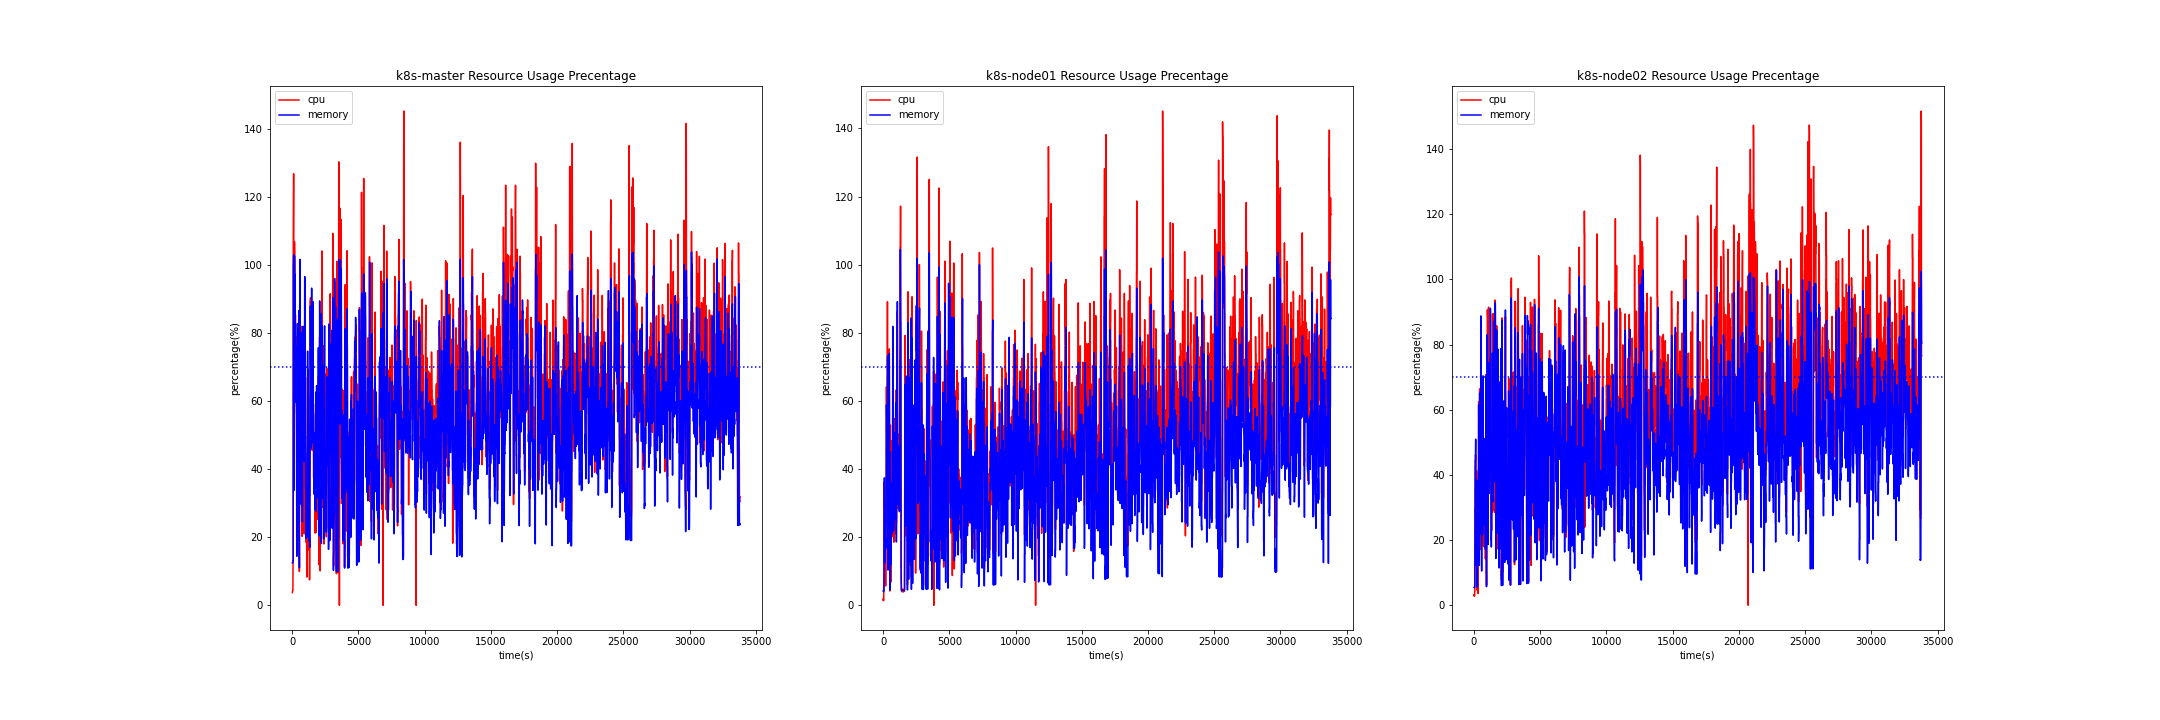 k8s-master Resource Usage Precentage
cpu
memory
140
120
100
80
60
40
20
0
percentage(%)
0 5000 10000 15000 20000 25000 30000 35000
time(s)
k8s-node01 Resource Usage Precentage
cpu
memory
140
120
100
80
60
40
20
0
percentage(%)
0 5000 10000 15000 20000 25000 30000 35000
time(s)
k8s-node02 Resource Usage Precentage
cpu
memory
140
120
100
80
60
40
20
0
percentage(%)
0 5000 10000 15000 20000 25000 30000 35000
time(s)